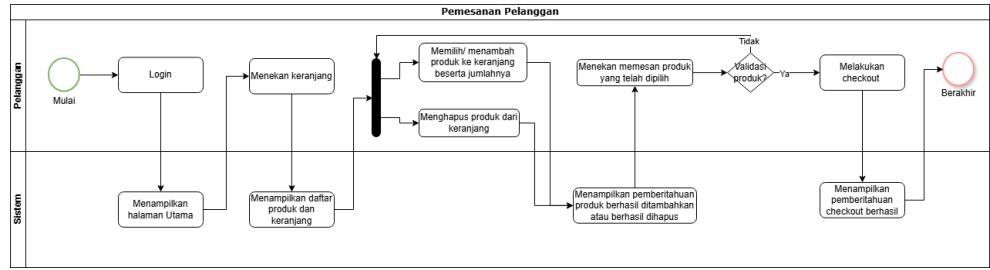 Pemesanan Pelanggan
Pelanggan
Mulai
Login
Menekan keranjang
Memilih/ menambah
produk ke keranjang
beserta jumlahnya
Menghapus produk dari
keranjang
Menekan memesan produk
yang telah dipilih
Tidak
Validasi
produk?
Ya
Melakukan
checkout
Berakhir
Sistem
Menampilkan
halaman Utama
Menampilkan daftar
produk dan
keranjang
Menampilkan pemberitahuan
produk berhasil ditambahkan
atau berhasil dihapus
Menampilkan
pemberitahuan
checkout berhasil